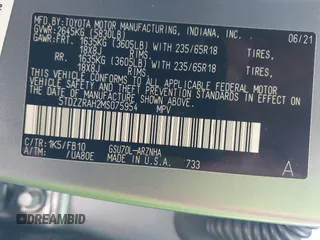 MFD.BY:TOYOTA MOTOR MANUFACTURING, INDIANA, INC. 06/21
GVWR:2645KG (5830LB)
GAWR:FRT. 1635KG (3605LB) WITH 235/65R18 TIRES,
18X8J RIMS
RR. 1635KG (3605LB) WITH 235/65R18 TIRES,
18X8J RIMS
THIS VEHICLE CONFORMS TO ALL APPLICABLE FEDERAL MOTOR
VEHICLE SAFETY AND THEFT PREVENTION STANDARDS IN EFFECT
ON THE DATE OF MANUFACTURE SHOWN ABOVE.
5TDZZRAH2MS075954 MPV
C/TR:1K5/FB10 GSU70L-ARZNHA
A/TM: /UA80E MADE IN U.S.A. 733
A
DREAMBID